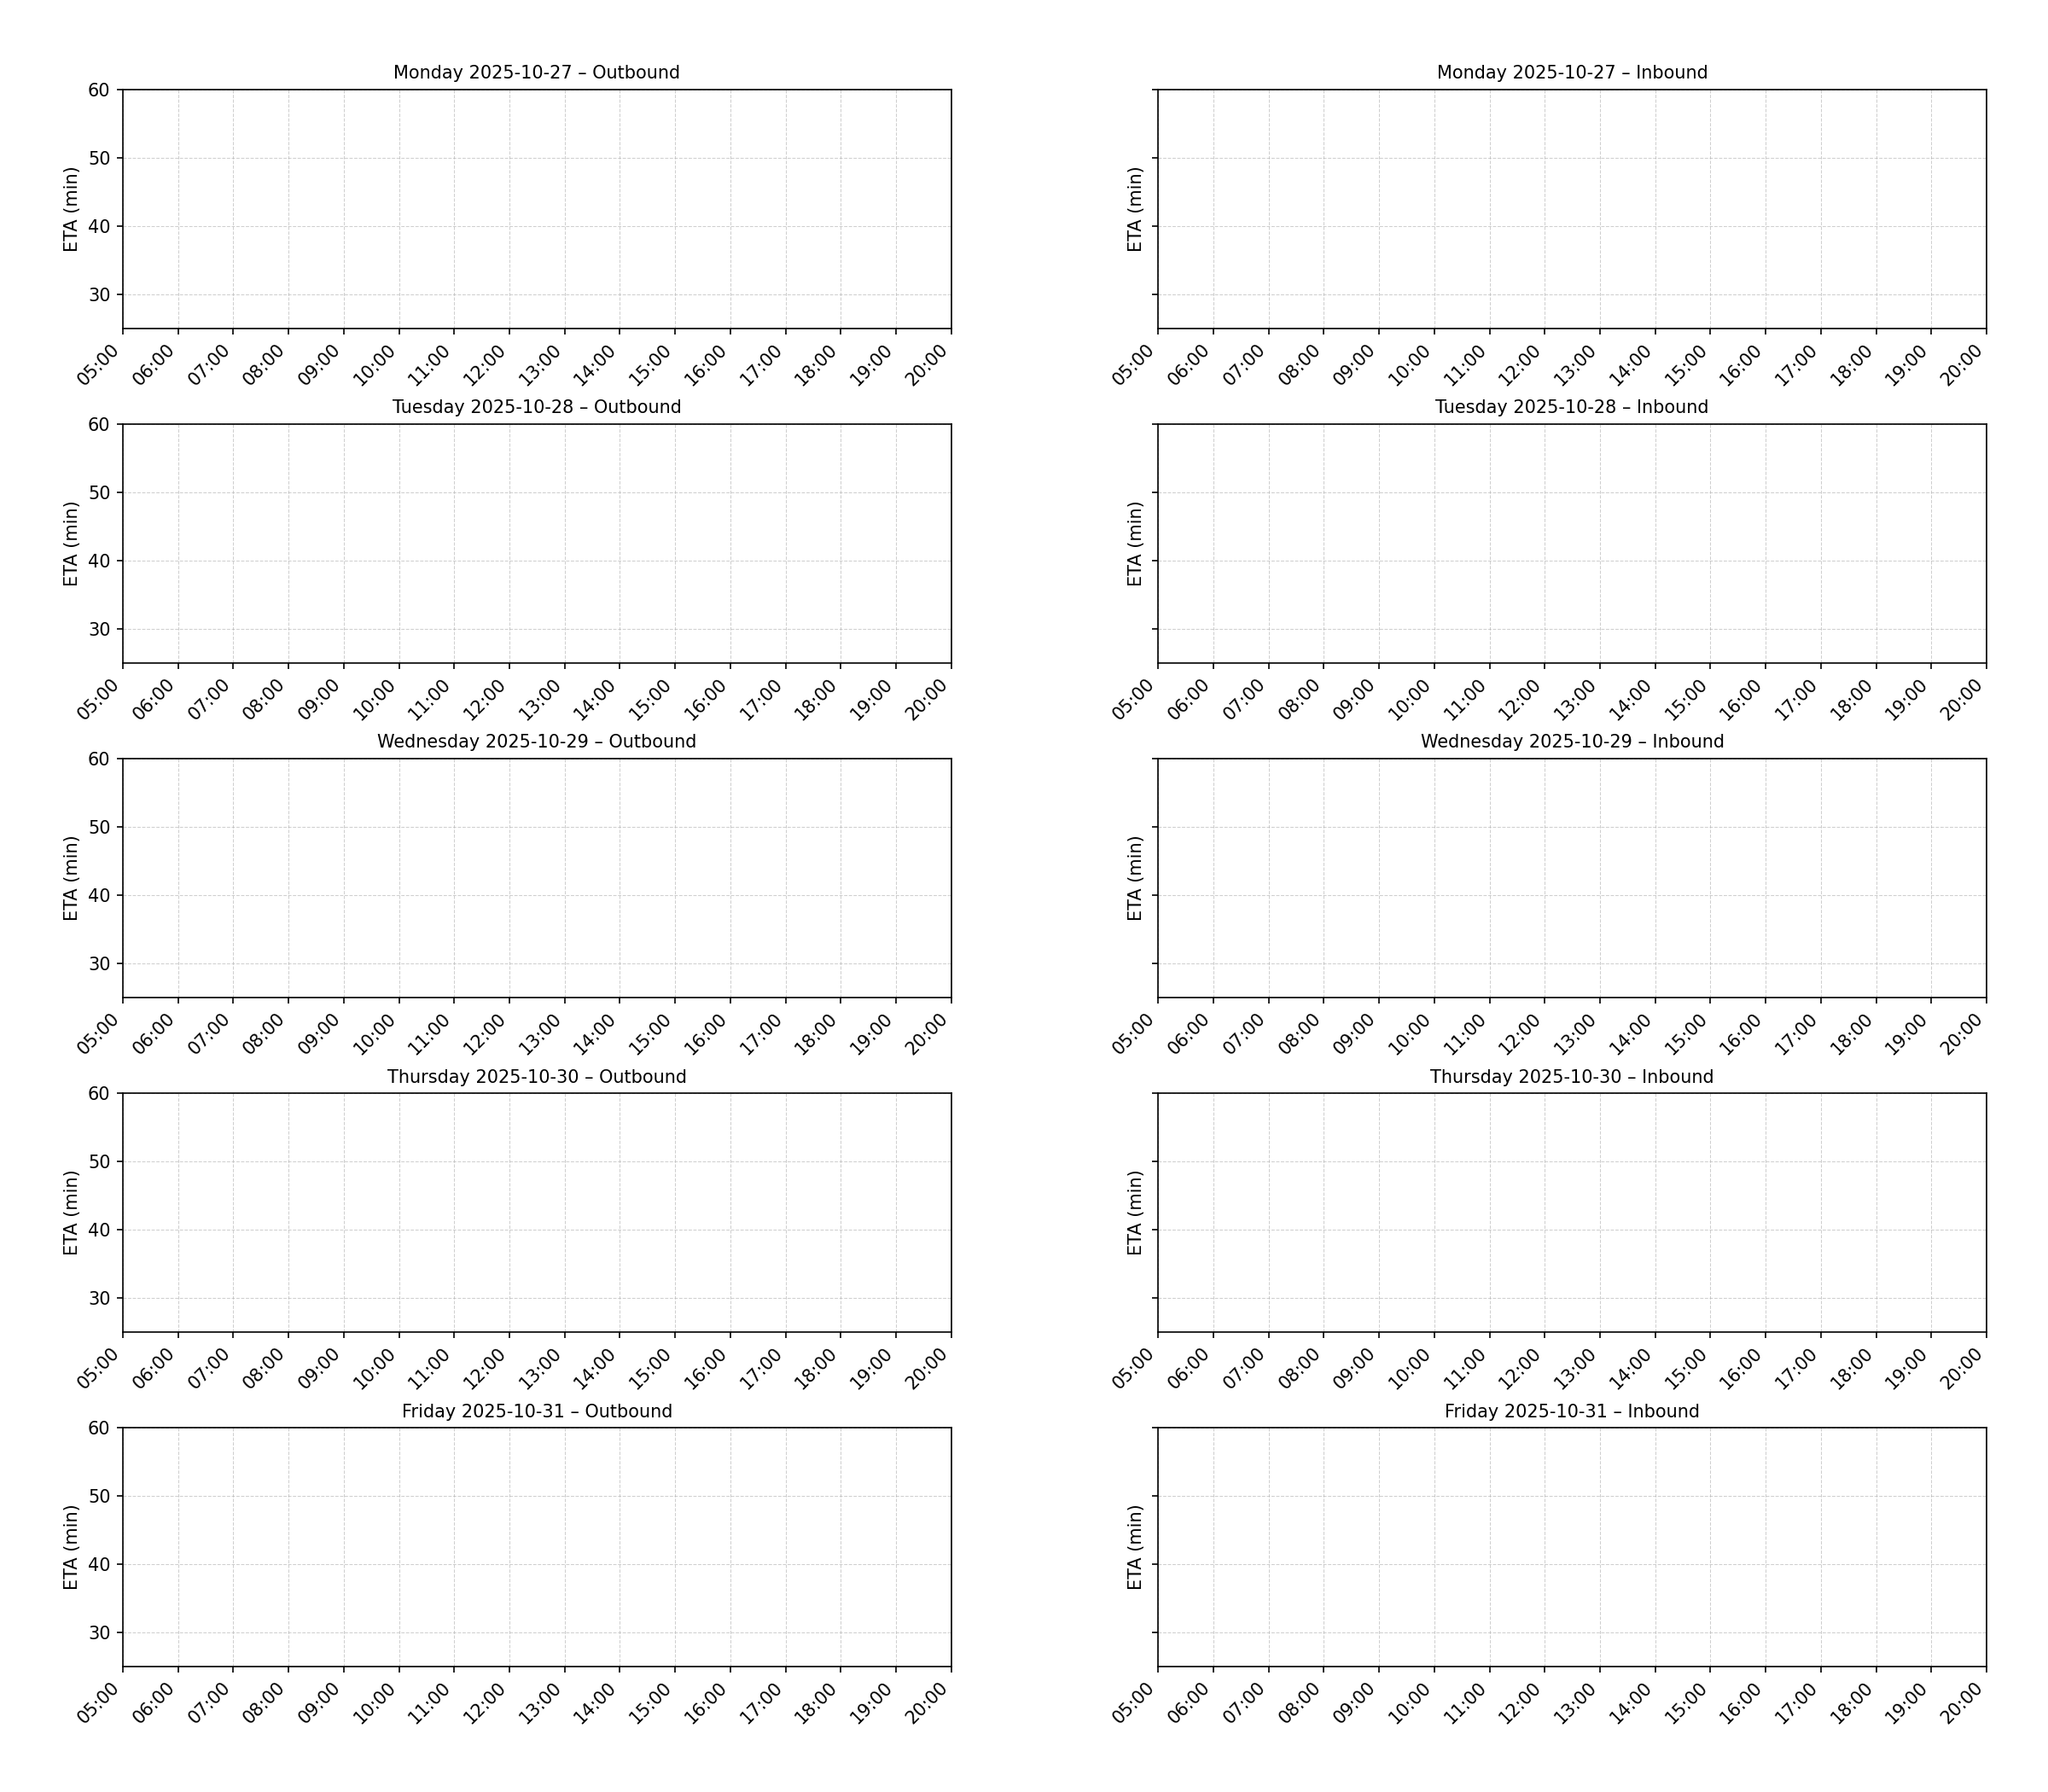 Monday 2025-10-27 – Outbound
60
50
40
30
ETA (min)
05:00 06:00 07:00 08:00 09:00 10:00 11:00 12:00 13:00 14:00 15:00 16:00 17:00 18:00 19:00 20:00
Monday 2025-10-27 – Inbound
ETA (min)
05:00 06:00 07:00 08:00 09:00 10:00 11:00 12:00 13:00 14:00 15:00 16:00 17:00 18:00 19:00 20:00
Tuesday 2025-10-28 – Outbound
60
50
40
30
ETA (min)
05:00 06:00 07:00 08:00 09:00 10:00 11:00 12:00 13:00 14:00 15:00 16:00 17:00 18:00 19:00 20:00
Tuesday 2025-10-28 – Inbound
ETA (min)
05:00 06:00 07:00 08:00 09:00 10:00 11:00 12:00 13:00 14:00 15:00 16:00 17:00 18:00 19:00 20:00
Wednesday 2025-10-29 – Outbound
60
50
40
30
ETA (min)
05:00 06:00 07:00 08:00 09:00 10:00 11:00 12:00 13:00 14:00 15:00 16:00 17:00 18:00 19:00 20:00
Wednesday 2025-10-29 – Inbound
ETA (min)
05:00 06:00 07:00 08:00 09:00 10:00 11:00 12:00 13:00 14:00 15:00 16:00 17:00 18:00 19:00 20:00
Thursday 2025-10-30 – Outbound
60
50
40
30
ETA (min)
05:00 06:00 07:00 08:00 09:00 10:00 11:00 12:00 13:00 14:00 15:00 16:00 17:00 18:00 19:00 20:00
Thursday 2025-10-30 – Inbound
ETA (min)
05:00 06:00 07:00 08:00 09:00 10:00 11:00 12:00 13:00 14:00 15:00 16:00 17:00 18:00 19:00 20:00
Friday 2025-10-31 – Outbound
60
50
40
30
ETA (min)
05:00 06:00 07:00 08:00 09:00 10:00 11:00 12:00 13:00 14:00 15:00 16:00 17:00 18:00 19:00 20:00
Friday 2025-10-31 – Inbound
ETA (min)
05:00 06:00 07:00 08:00 09:00 10:00 11:00 12:00 13:00 14:00 15:00 16:00 17:00 18:00 19:00 20:00